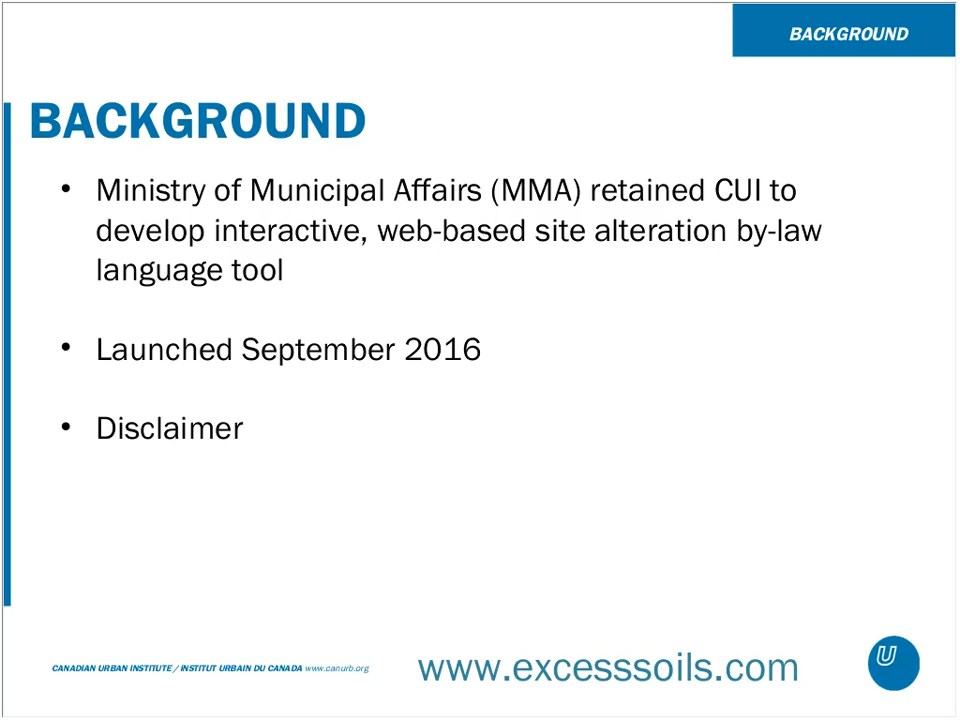 BACKGROUND
BACKGROUND
• Ministry of Municipal Affairs (MMA) retained CUI to
develop interactive, web-based site alteration by-law
language tool
• Launched September 2016
• Disclaimer
CANADIAN URBAN INSTITUTE / INSTITUT URBAIN DU CANADA www.canurb.org
www.excesssoils.com
U